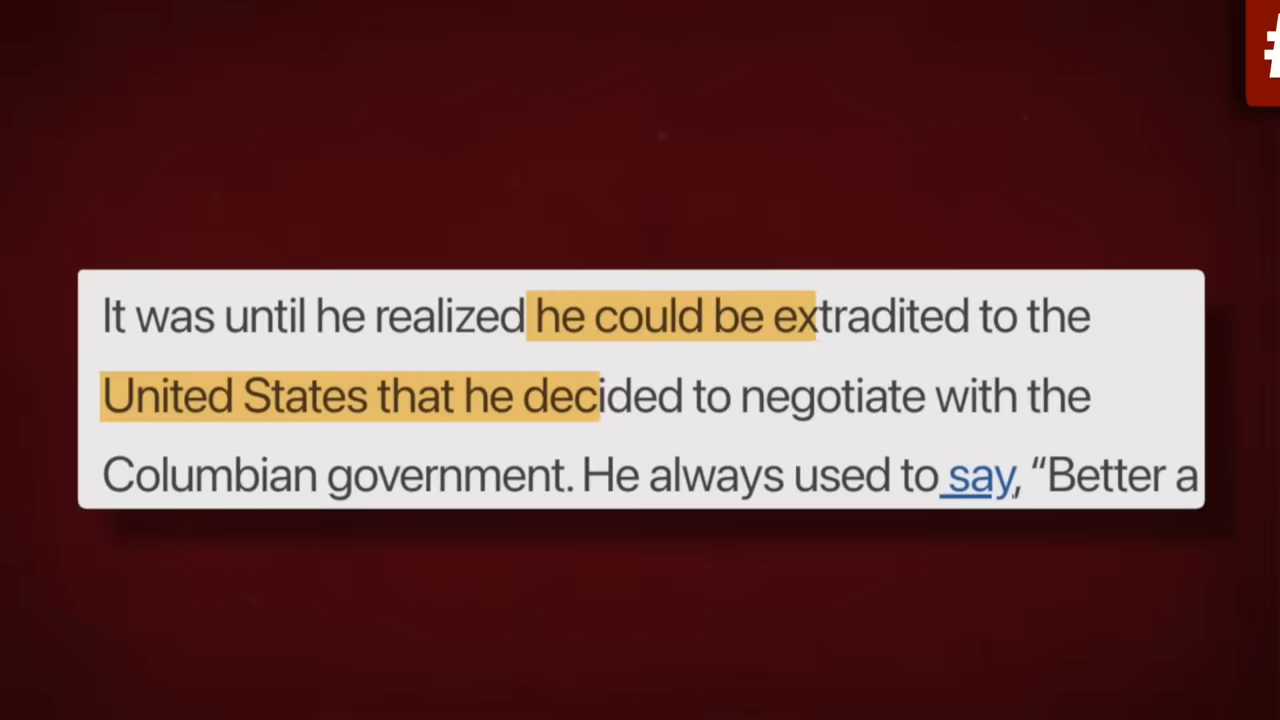 #
It was until he realized he could be extradited to the
United States that he decided to negotiate with the
Columbian government. He always used to say, “Better a